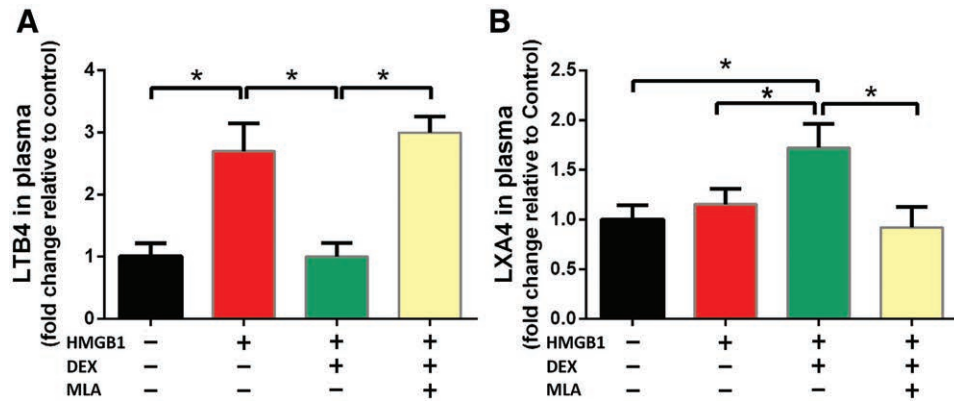 A
LTB4 in plasma
(fold change relative to control)
4
3
2
1
0
* * *
HMGB1 − + + +
DEX − − + +
MLA − − − +
B
LXA4 in plasma
(fold change relative to Control)
2.5
2.0
1.5
1.0
0.5
0.0
*
* *
HMGB1 − + + +
DEX − − + +
MLA − − − +